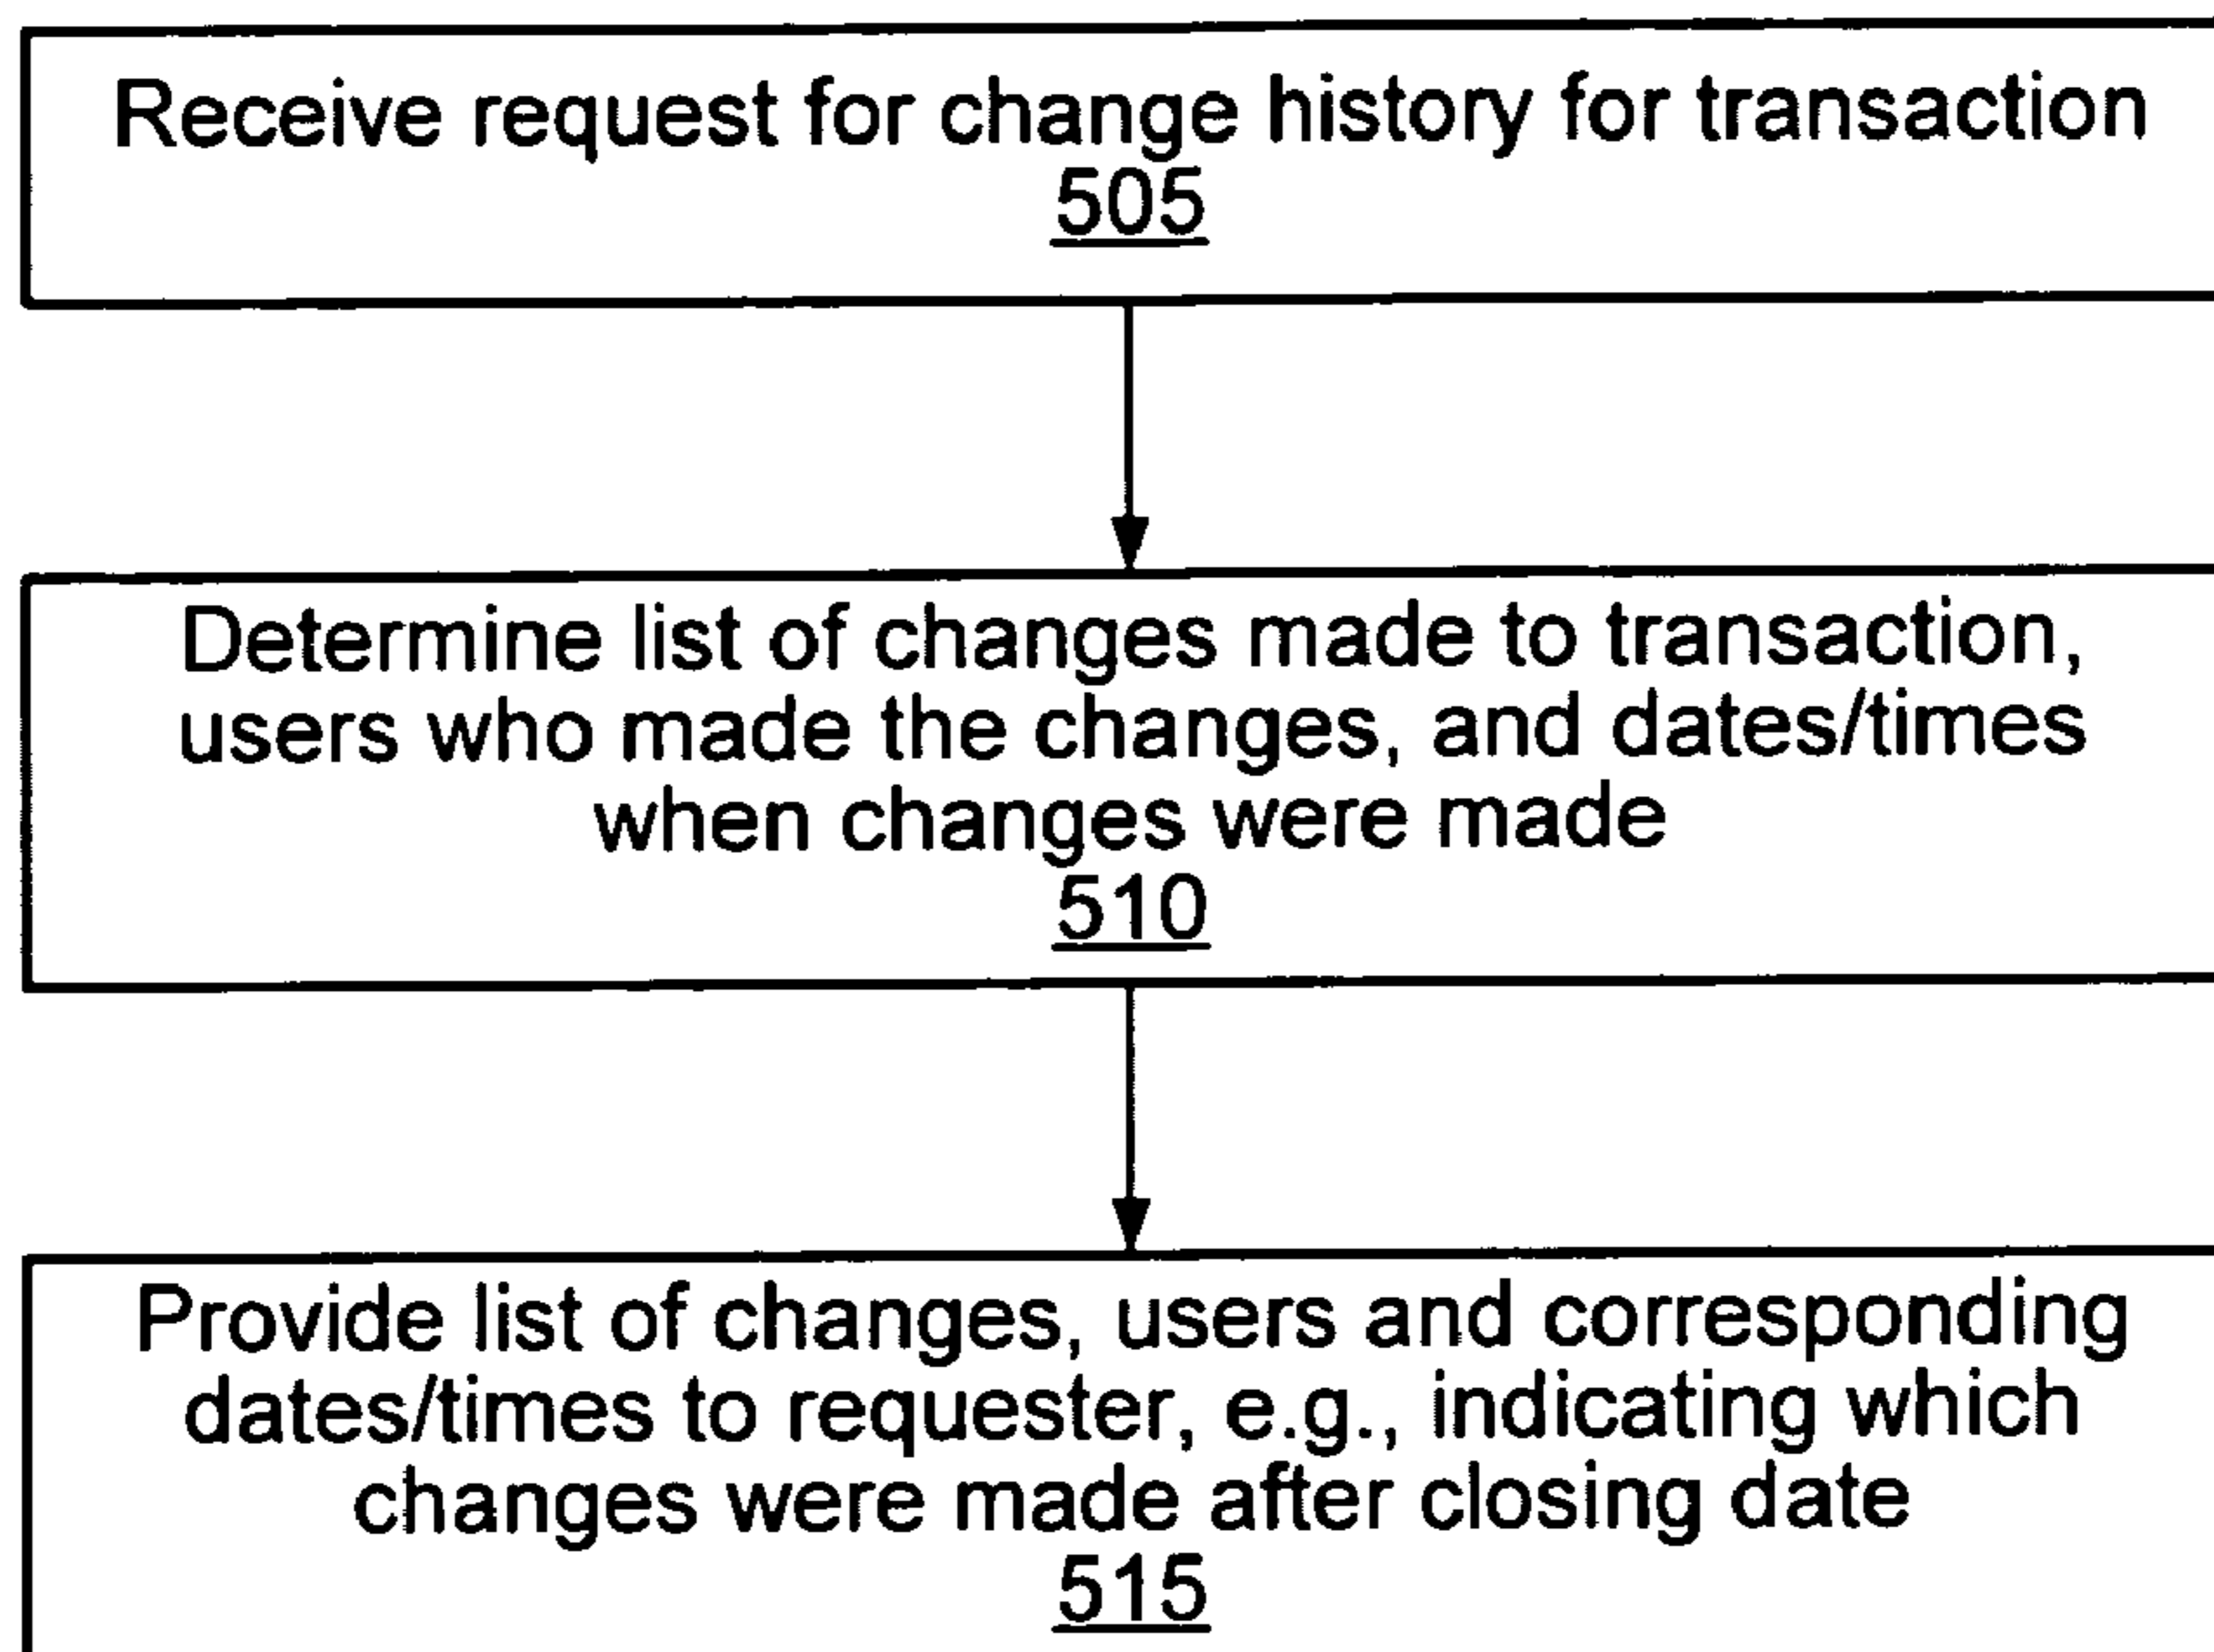 Receive request for change history for transaction
505
Determine list of changes made to transaction,
users who made the changes, and dates/times
when changes were made
510
Provide list of changes, users and corresponding
dates/times to requester, e.g., indicating which
changes were made after closing date
515